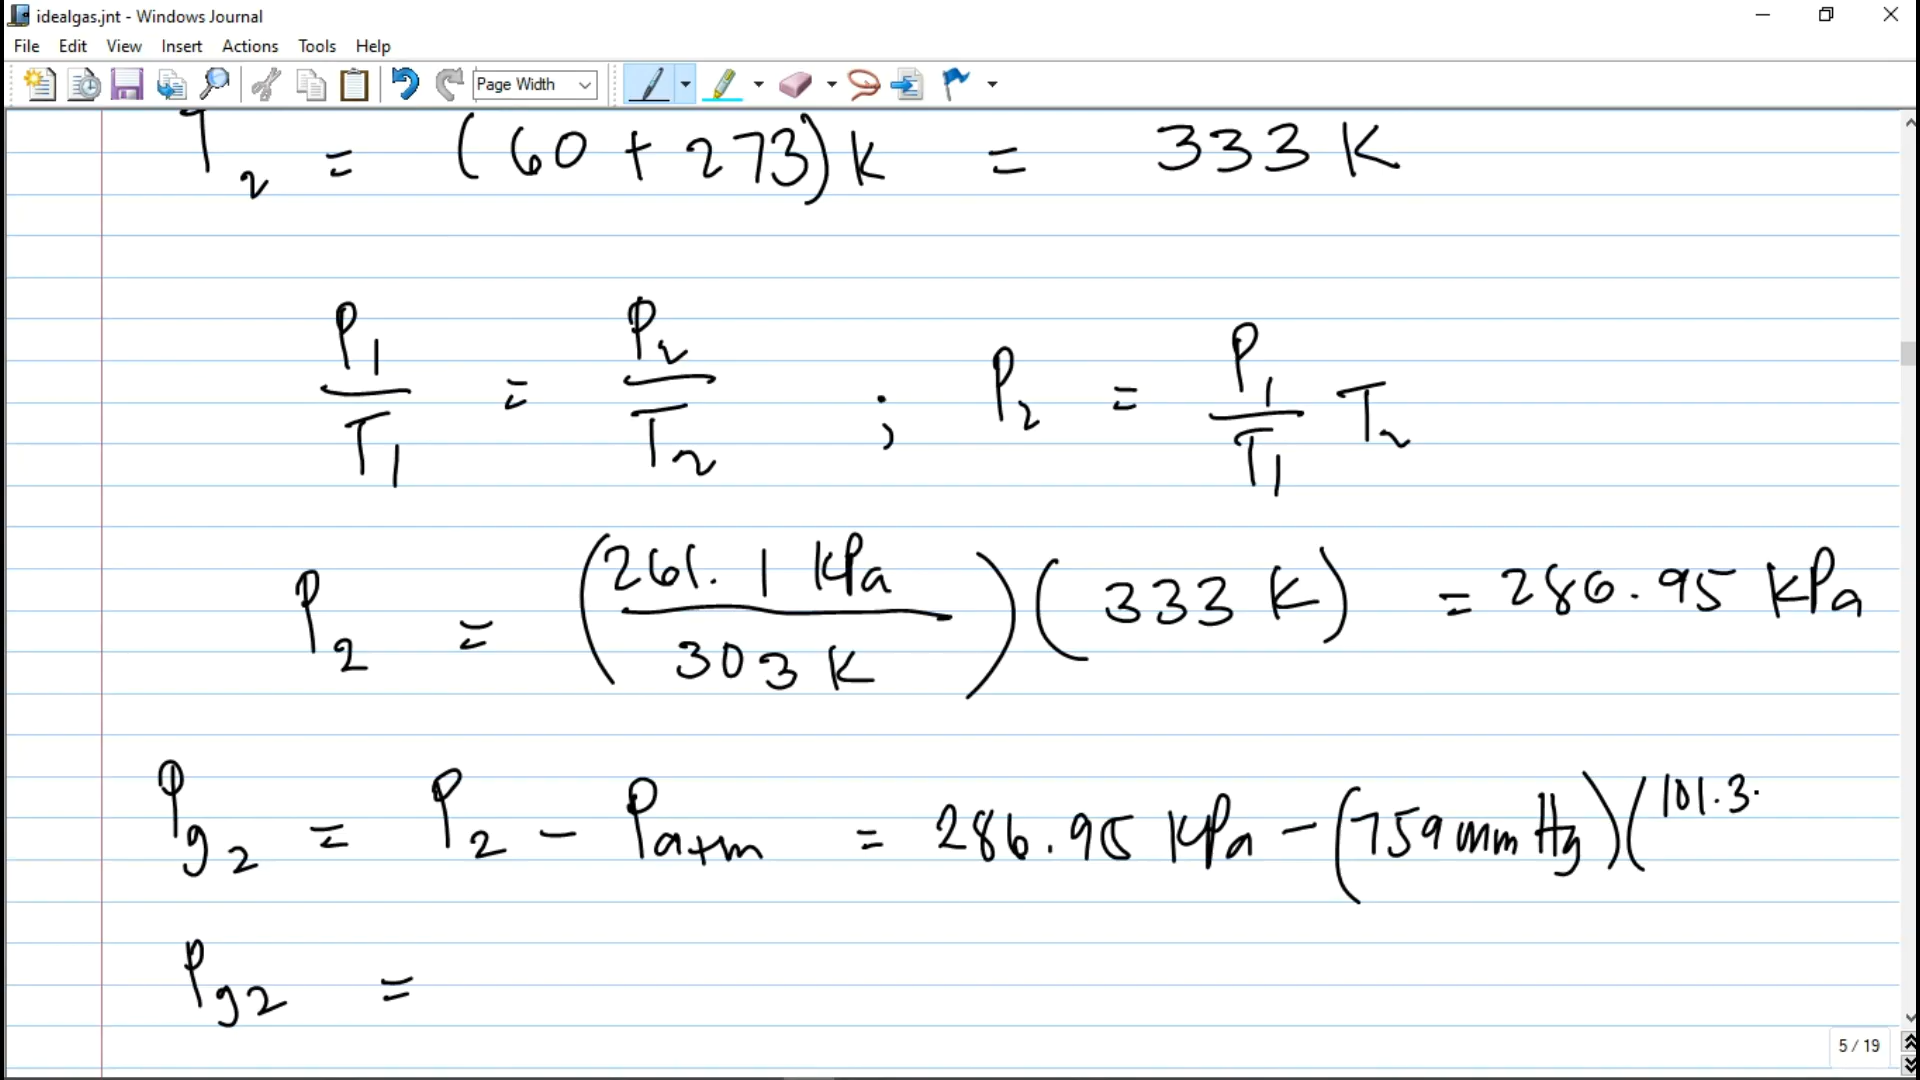 idealgas.jnt - Windows Journal
File Edit View Insert Actions Tools Help
Page Width
T2 = (60 + 273)k = 333 K
P1/T1 = P2/T2 ; P2 = P1/T1 T2
P2 = (261.1 kPa / 303 K)(333 K) = 286.95 kPa
Pg2 = P2 - Patm = 286.95 kPa - (759 mm Hg)(101.3.
Pg2 =
5 / 19